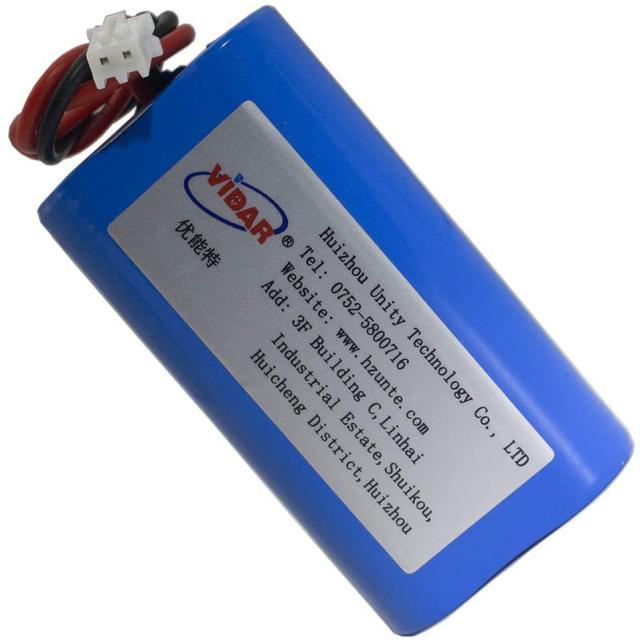 VIDAR®
优能特
Huizhou Unity Technology Co., LTD
Tel: 0752-5800716
Website: www.hzunte.com
Add: 3F Building C,Linhai
Industrial Estate,Shuikou,
Huicheng District,Huizhou